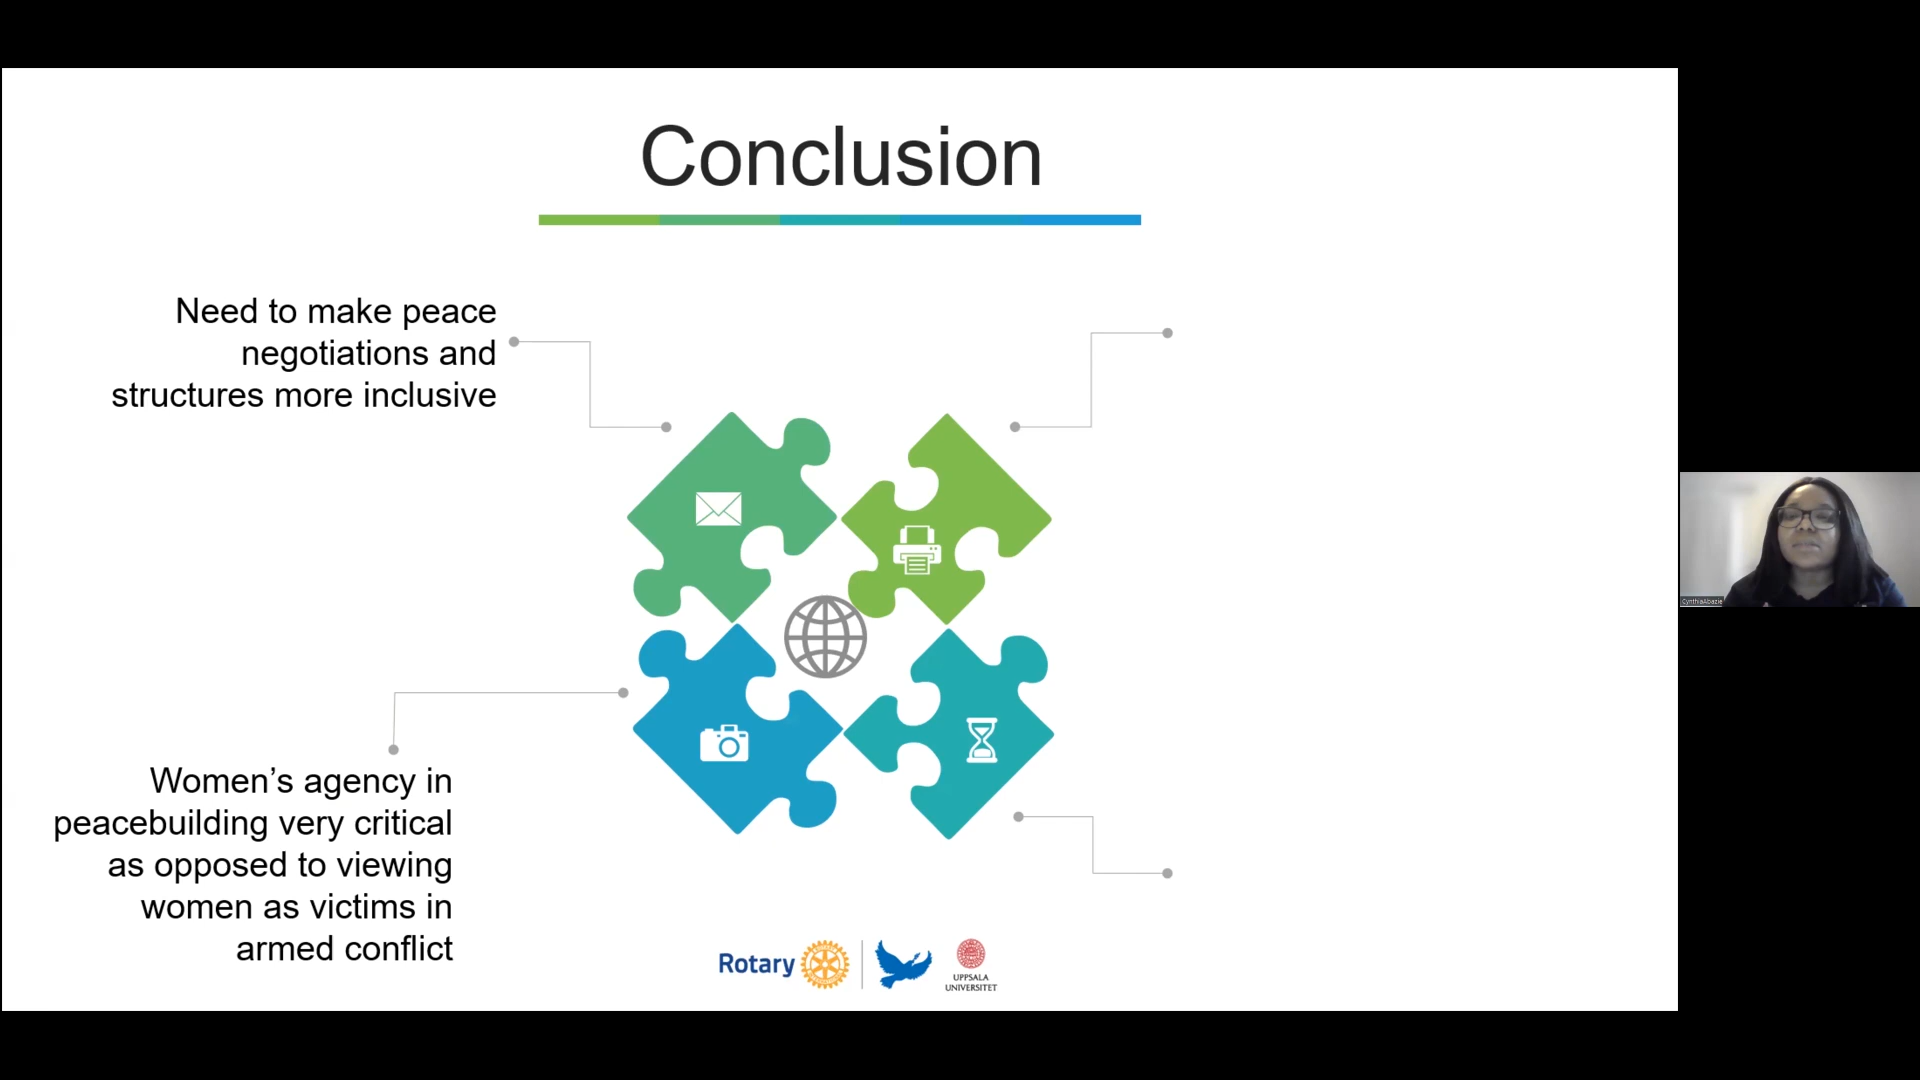 Conclusion
Need to make peace
negotiations and
structures more inclusive
Women’s agency in
peacebuilding very critical
as opposed to viewing
women as victims in
armed conflict
Rotary
UPPSALA
UNIVERSITET
CynthiaAbazie